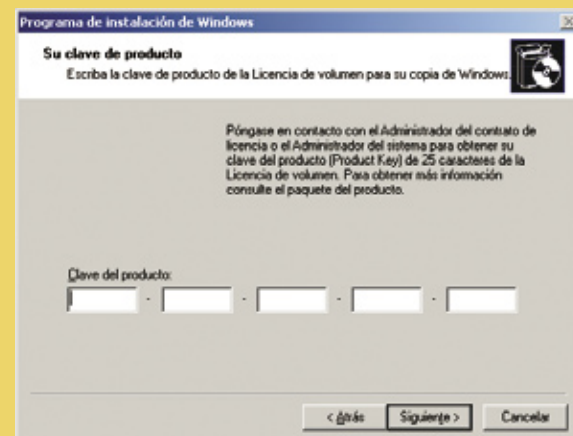 Programa de instalación de Windows
Su clave de producto
Escriba la clave de producto de la Licencia de volumen para su copia de Windows.
Póngase en contacto con el Administrador del contrato de
licencia o el Administrador del sistema para obtener su
clave del producto (Product Key) de 25 caracteres de la
Licencia de volumen. Para obtener más información
consulte el paquete del producto.
Clave del producto:
- - - -
< Atrás Siguiente > Cancelar